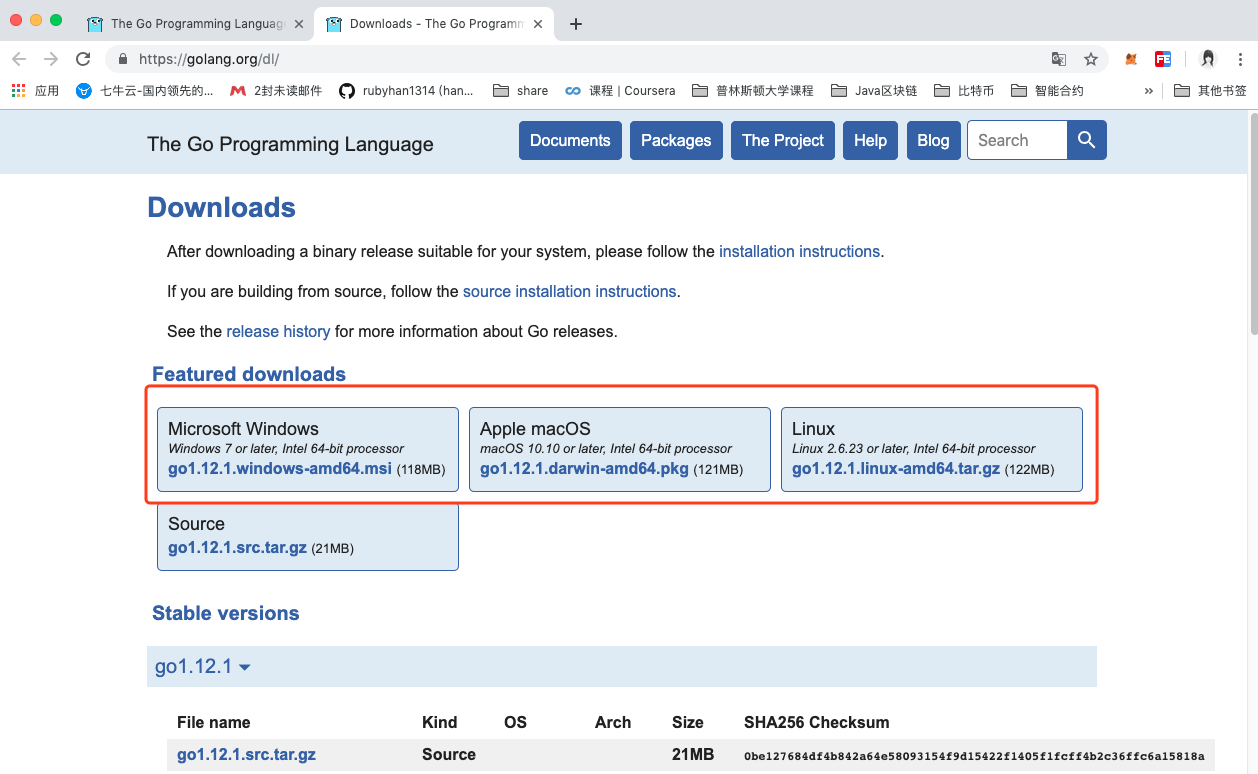 The Go Programming Language
Downloads - The Go Programm
https://golang.org/dl/
应用 七牛云-国内领先的... 2封未读邮件 rubyhan1314 (han... share 课程 | Coursera 普林斯顿大学课程 Java区块链 比特币 智能合约 » 其他书签
The Go Programming Language Documents Packages The Project Help Blog Search
Downloads
After downloading a binary release suitable for your system, please follow the installation instructions.
If you are building from source, follow the source installation instructions.
See the release history for more information about Go releases.
Featured downloads
Microsoft Windows
Windows 7 or later, Intel 64-bit processor
go1.12.1.windows-amd64.msi (118MB)
Apple macOS
macOS 10.10 or later, Intel 64-bit processor
go1.12.1.darwin-amd64.pkg (121MB)
Linux
Linux 2.6.23 or later, Intel 64-bit processor
go1.12.1.linux-amd64.tar.gz (122MB)
Source
go1.12.1.src.tar.gz (21MB)
Stable versions
go1.12.1
File name Kind OS Arch Size SHA256 Checksum
go1.12.1.src.tar.gz Source 21MB 0be127684df4b842a64e58093154f9d15422f1405f1fcff4b2c36ffc6a15818a